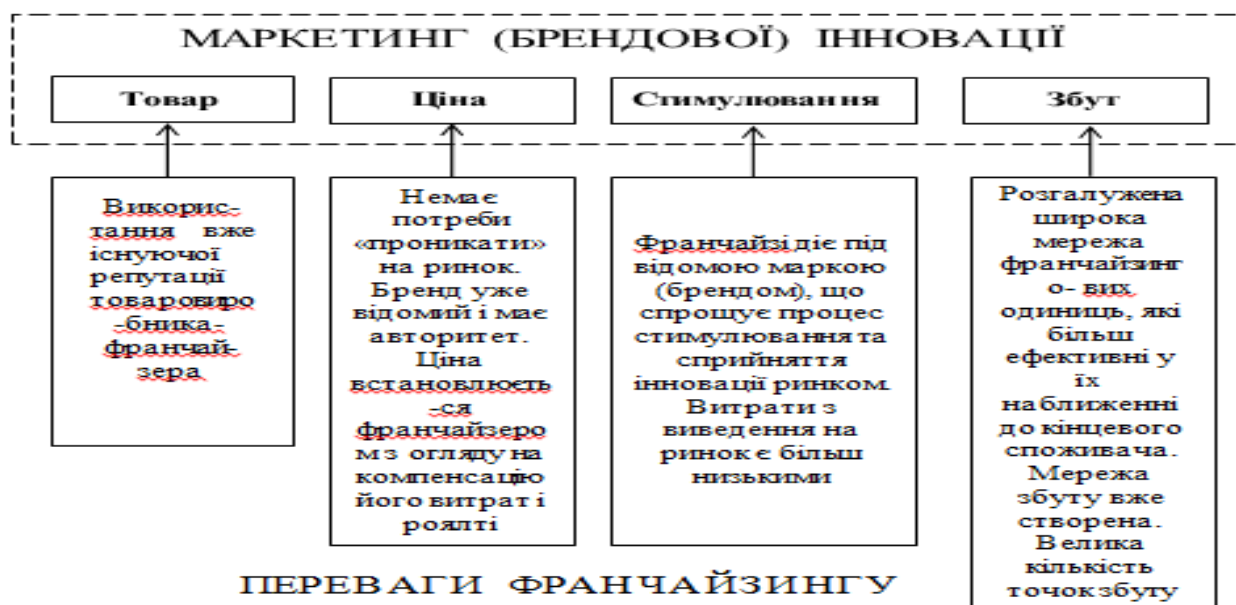 МАРКЕТИНГ (БРЕНДОВОЇ) ІННОВАЦІЇ
Товар
Ціна
Стимулювання
Збут
Використ-
тання вже
існуючої
репутації
товаровиро
-бника-
франчай-
зера
Немає
потреби
«проникати»
на ринок.
Бренд уже
відомий і має
авторитет.
Ціна
встановлюєть
-ся
франчайзеро
м з огляду на
компенсацію
його витрат і
роялті
Франчайзі діє під
відомою маркою
(брендом), що
спрощує процес
стимулювання та
сприйняття
інновації ринком.
Витрати з
виведення на
ринок є більш
низькими
Розгалужена
широка
мережа
франчайзинг
о- вих
одиниць, які
більш
ефективні у
їх
наближенні
до кінцевого
споживача.
Мережа
збуту вже
створена.
Велика
кількість
точок збуту
ПЕРЕВАГИ ФРАНЧАЙЗИНГУ